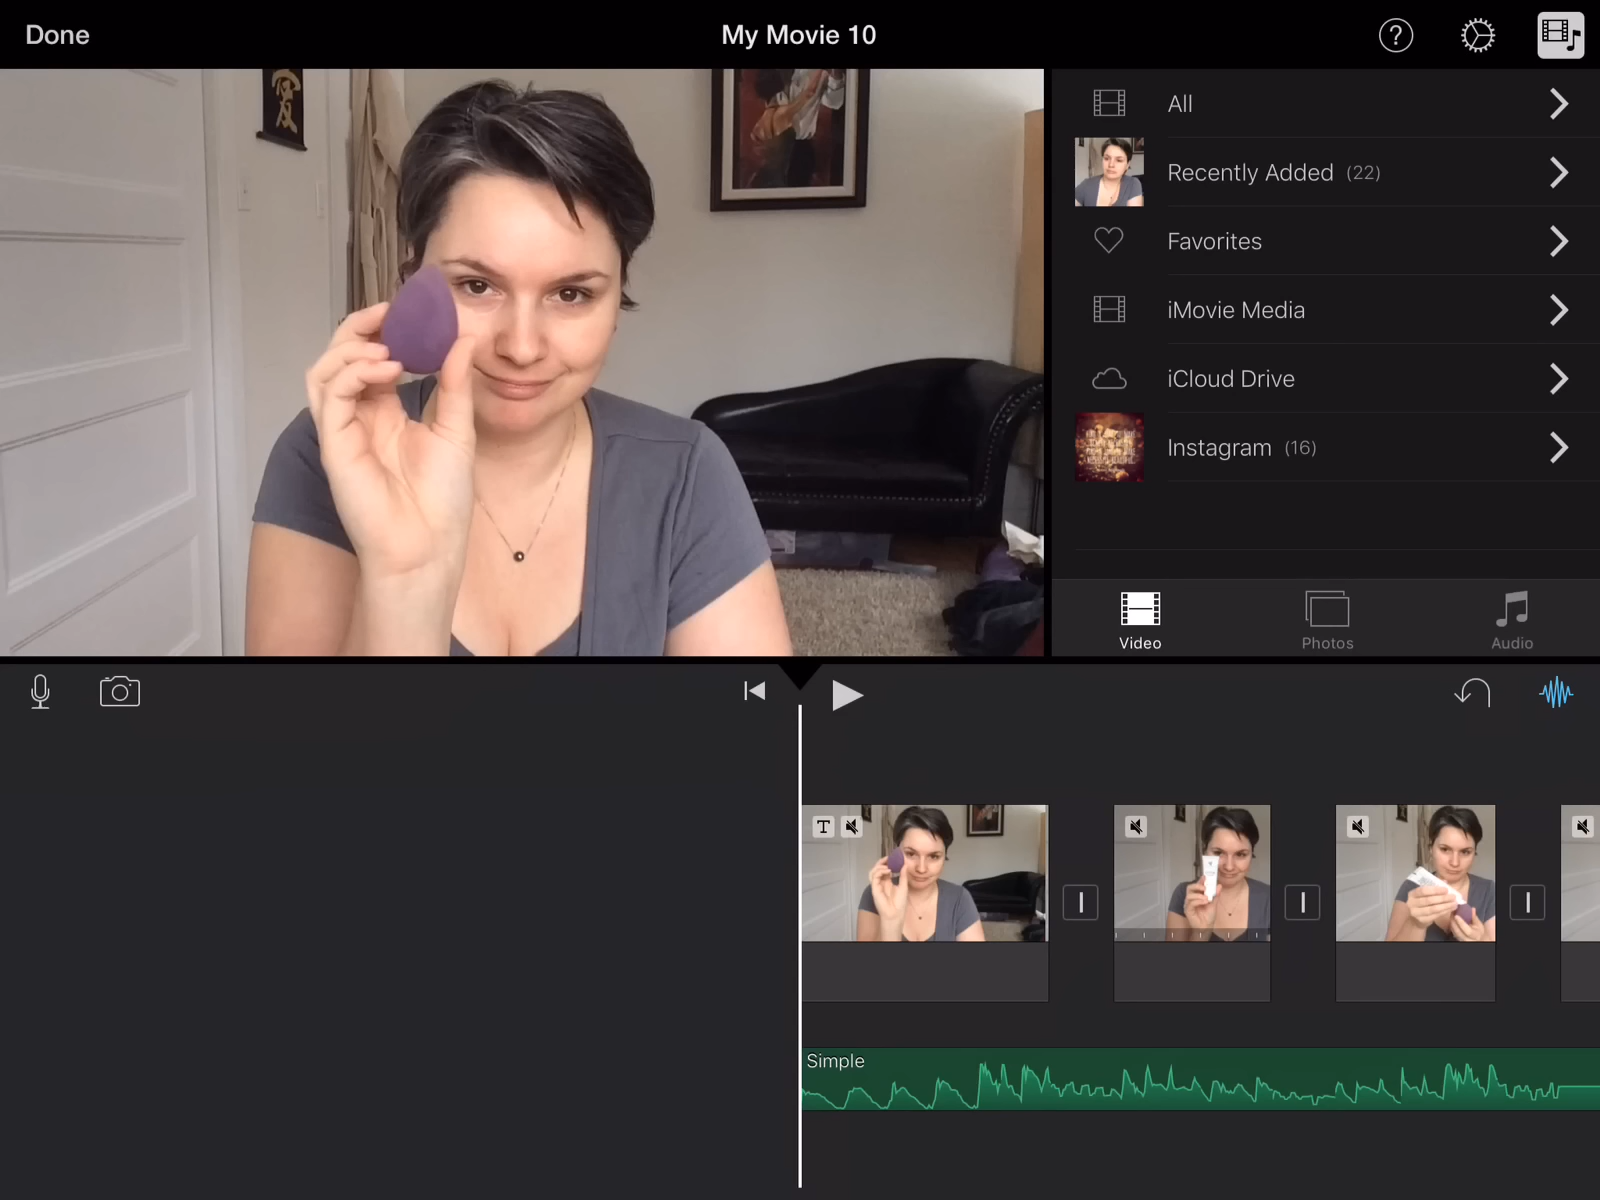 Done
My Movie 10
?
All
Recently Added (22)
Favorites
iMovie Media
iCloud Drive
Instagram (16)
Video
Photos
Audio
T
Simple
愛